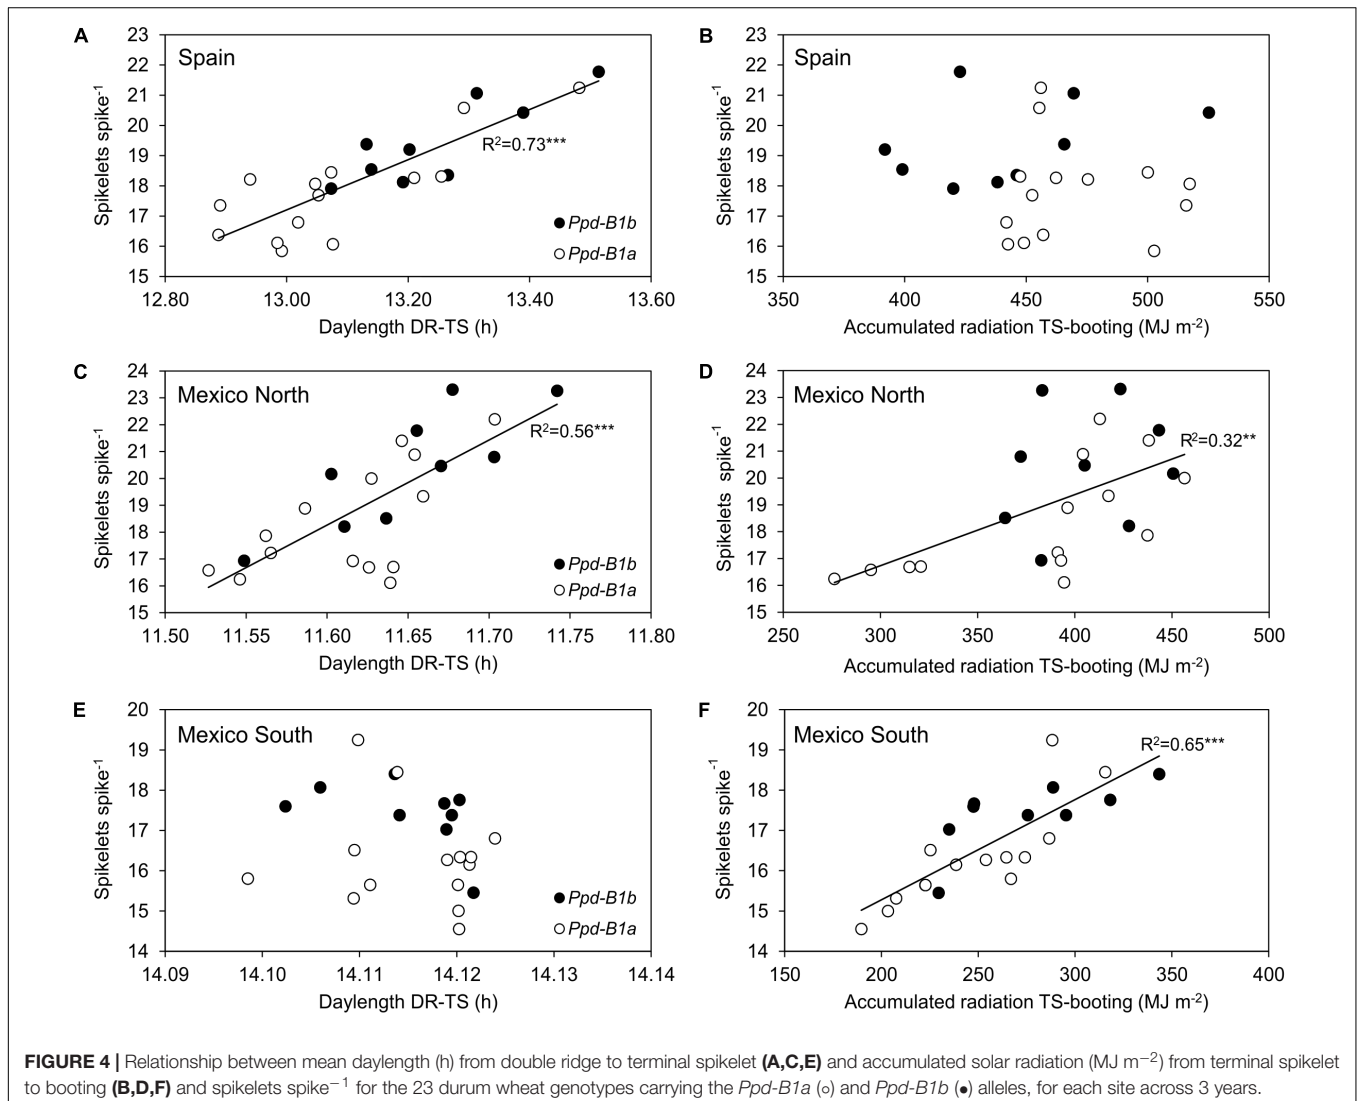 A
Spain
23
22
21
20
19
18
17
16
15
Spikelets spike-1
R2=0.73***
Ppd-B1b
Ppd-B1a
12.80 13.00 13.20 13.40 13.60
Daylength DR-TS (h)
B
Spain
23
22
21
20
19
18
17
16
15
Spikelets spike-1
350 400 450 500 550
Accumulated radiation TS-booting (MJ m-2)
C
Mexico North
24
23
22
21
20
19
18
17
16
15
Spikelets spike-1
R2=0.56***
Ppd-B1b
Ppd-B1a
11.50 11.55 11.60 11.65 11.70 11.75 11.80
Daylength DR-TS (h)
D
Mexico North
24
23
22
21
20
19
18
17
16
15
Spikelets spike-1
R2=0.32**
250 300 350 400 450 500
Accumulated radiation TS-booting (MJ m-2)
E
Mexico South
20
19
18
17
16
15
14
Spikelets spike-1
Ppd-B1b
Ppd-B1a
14.09 14.10 14.11 14.12 14.13 14.14
Daylength DR-TS (h)
F
Mexico South
20
19
18
17
16
15
14
Spikelets spike-1
R2=0.65***
150 200 250 300 350 400
Accumulated radiation TS-booting (MJ m-2)
FIGURE 4 | Relationship between mean daylength (h) from double ridge to terminal spikelet (A,C,E) and accumulated solar radiation (MJ m−2) from terminal spikelet
to booting (B,D,F) and spikelets spike−1 for the 23 durum wheat genotypes carrying the Ppd-B1a (○) and Ppd-B1b (●) alleles, for each site across 3 years.